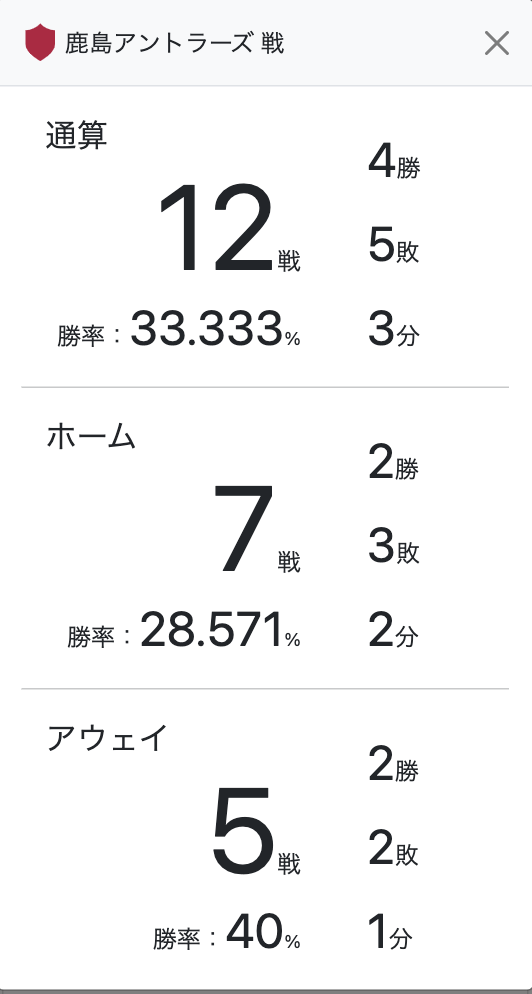 鹿島アントラーズ 戦
通算
12戦
勝率：33.333%
4勝
5敗
3分
ホーム
7戦
勝率：28.571%
2勝
3敗
2分
アウェイ
5戦
勝率：40%
2勝
2敗
1分